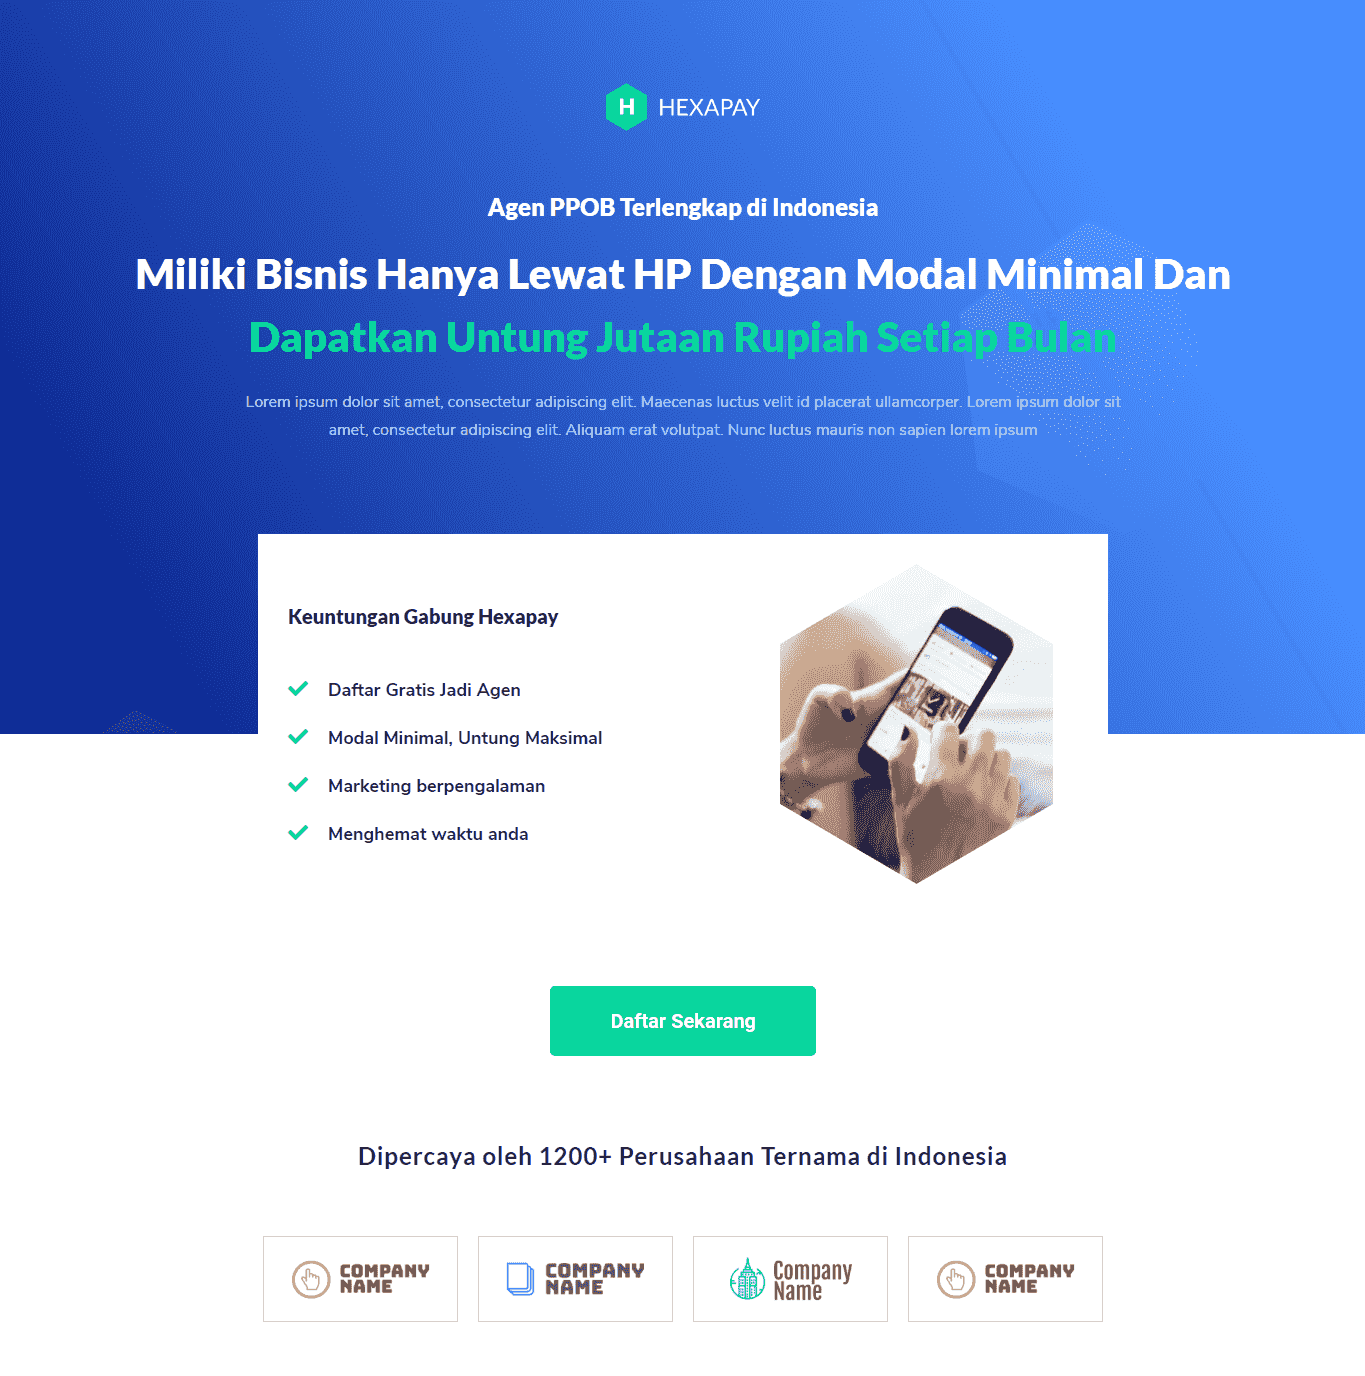 H HEXAPAY
Agen PPOB Terlengkap di Indonesia
Miliki Bisnis Hanya Lewat HP Dengan Modal Minimal Dan
Dapatkan Untung Jutaan Rupiah Setiap Bulan
Lorem ipsum dolor sit amet, consectetur adipiscing elit. Maecenas luctus velit id placerat ullamcorper. Lorem ipsum dolor sit
amet, consectetur adipiscing elit. Aliquam erat volutpat. Nunc luctus mauris non sapien lorem ipsum
Keuntungan Gabung Hexapay
Daftar Gratis Jadi Agen
Modal Minimal, Untung Maksimal
Marketing berpengalaman
Menghemat waktu anda
Daftar Sekarang
Dipercaya oleh 1200+ Perusahaan Ternama di Indonesia
COMPANY
NAME
COMPANY
NAME
Company
Name
COMPANY
NAME